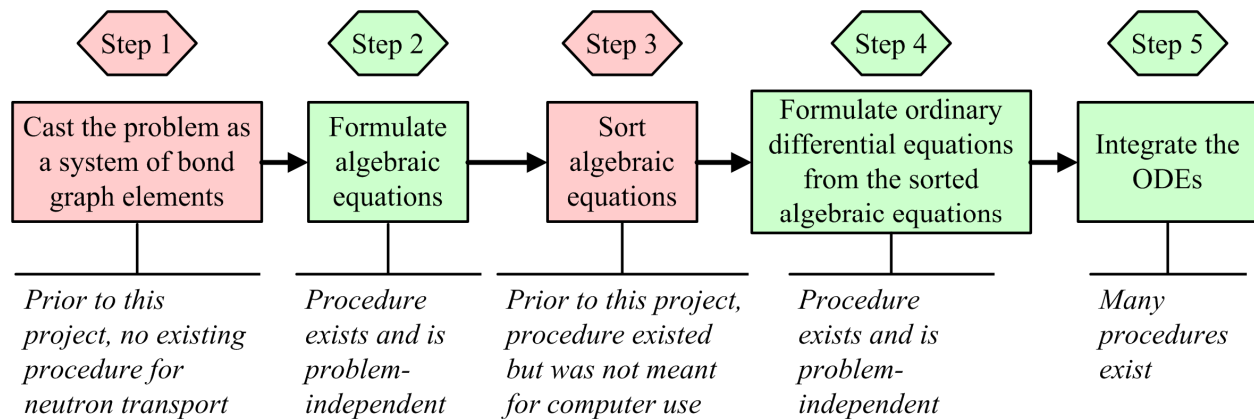 Step 1
Step 2
Step 3
Step 4
Step 5
Cast the problem as
a system of bond
graph elements
Formulate
algebraic
equations
Sort
algebraic
equations
Formulate ordinary
differential equations
from the sorted
algebraic equations
Integrate the
ODEs
Prior to this
project, no existing
procedure for
neutron transport
Procedure
exists and is
problem-
independent
Prior to this project,
procedure existed
but was not meant
for computer use
Procedure
exists and is
problem-
independent
Many
procedures
exist